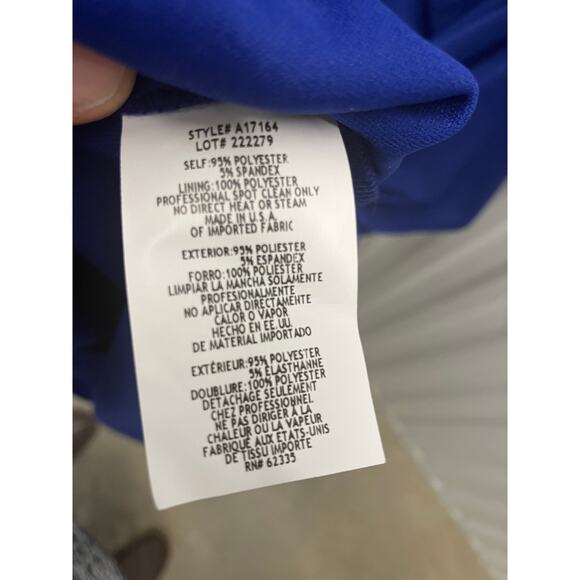 STYLE# A17164
LOT# 222279
SELF:95% POLYESTER
5% SPANDEX
LINING:100% POLYESTER
PROFESSIONAL SPOT CLEAN ONLY
NO DIRECT HEAT OR STEAM
MADE IN U.S.A.
OF IMPORTED FABRIC
EXTERIOR:95% POLIESTER
5% ESPANDEX
FORRO:100% POLIESTER
LIMPIAR LA MANCHA SOLAMENTE
PROFESIONALMENTE
NO APLICAR DIRECTAMENTE
CALOR O VAPOR
HECHO EN EE.UU.
DE MATERIAL IMPORTADO
EXTÉRIEUR:95% POLYESTER
5% ÉLASTHANNE
DOUBLURE:100% POLYESTER
DETACHAGE SEULEMENT
CHEZ PROFESSIONNEL
NE PAS DIRIGER À LA
CHALEUR OU LA VAPEUR
FABRIQUÉ AUX ETATS-UNIS
DE TISSU IMPORTE
RN# 62335